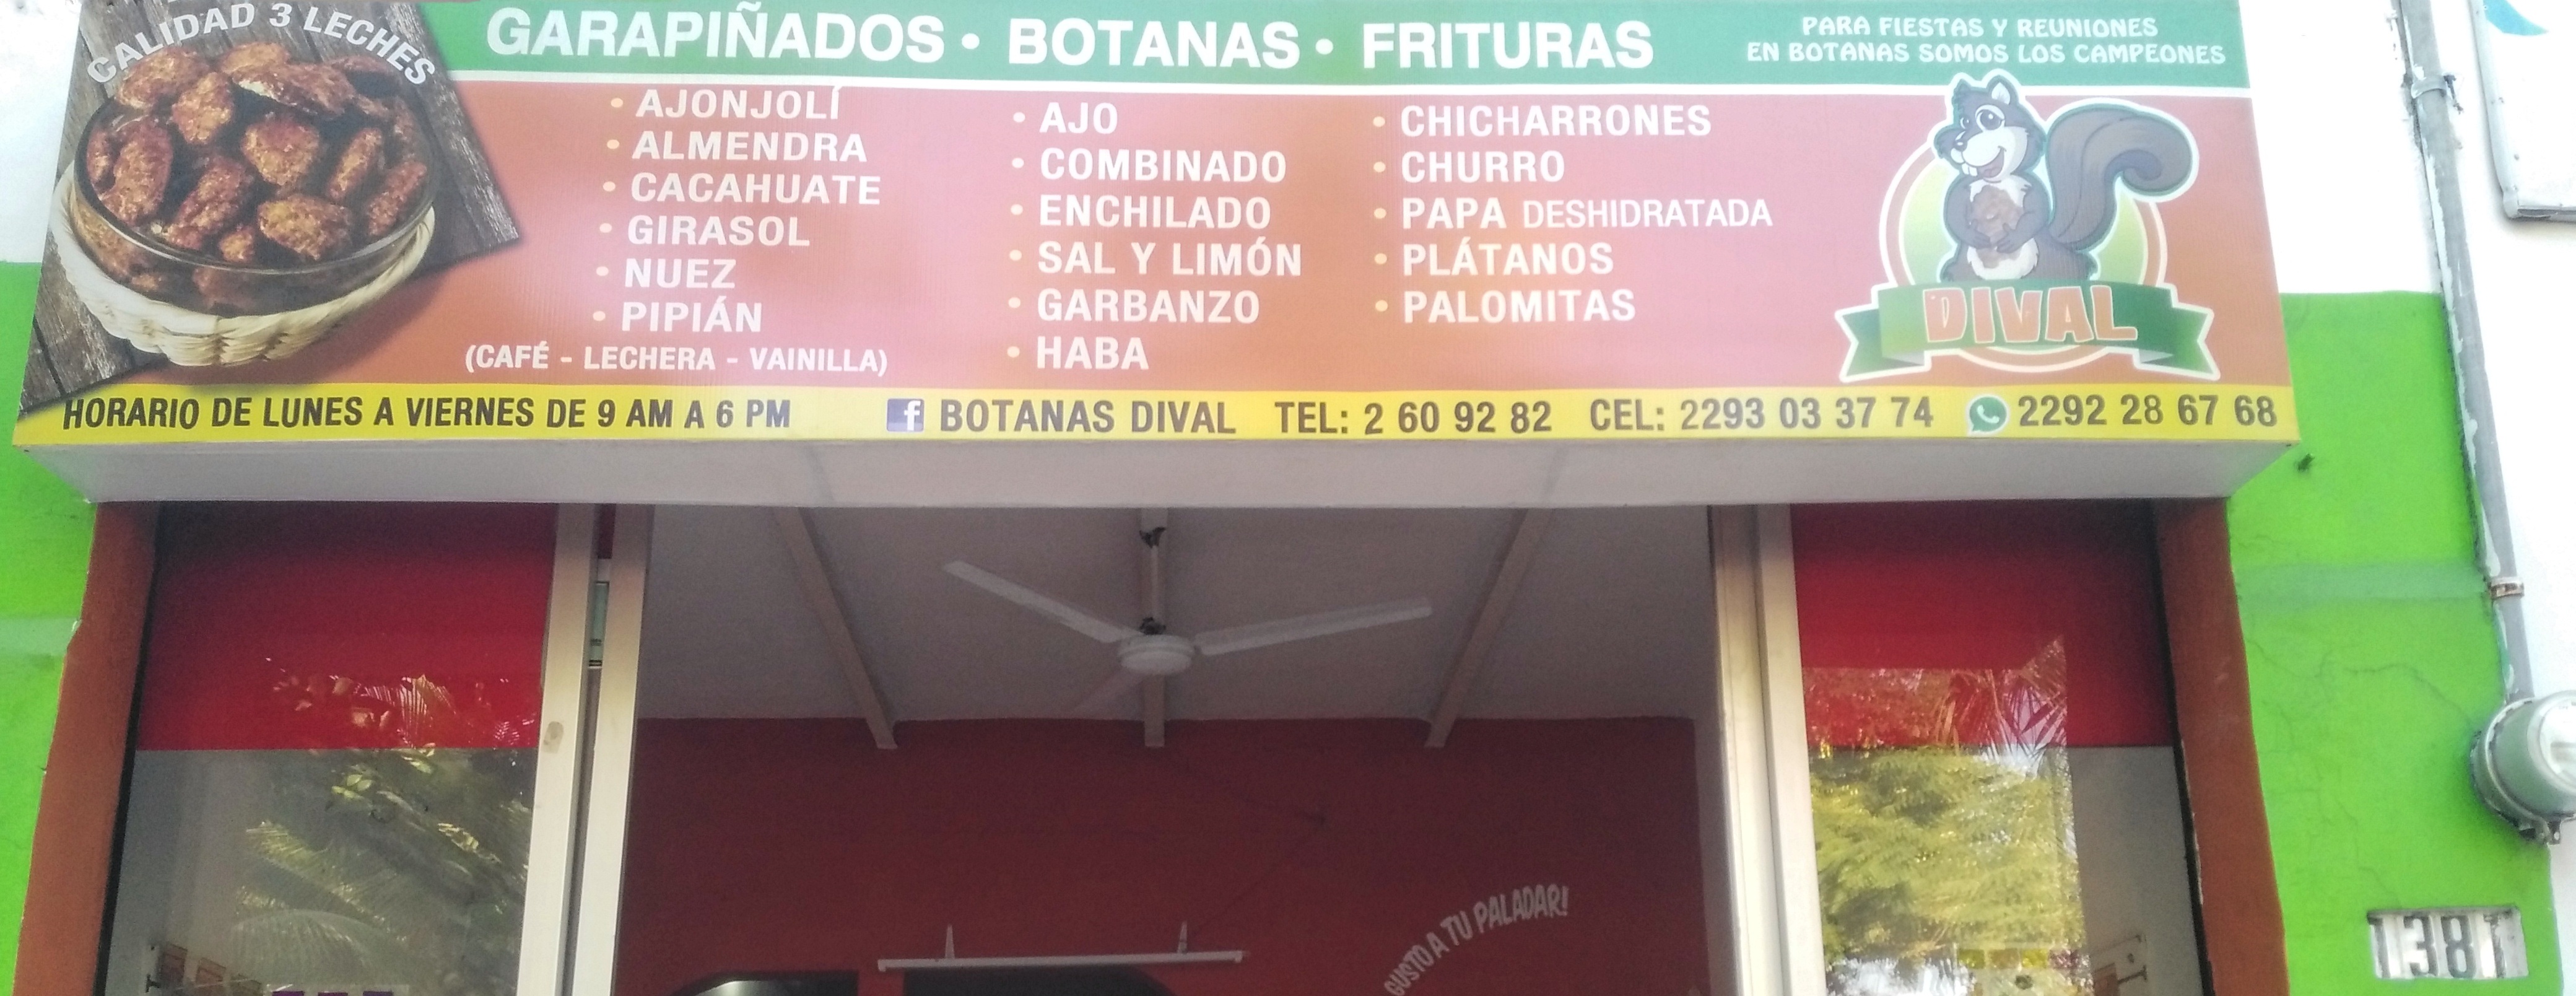 CALIDAD 3 LECHES
GARAPIÑADOS • BOTANAS • FRITURAS
PARA FIESTAS Y REUNIONES
EN BOTANAS SOMOS LOS CAMPEONES
• AJONJOLÍ
• ALMENDRA
• CACAHUATE
• GIRASOL
• NUEZ
• PIPIÁN
(CAFÉ - LECHERA - VAINILLA)
• AJO
• COMBINADO
• ENCHILADO
• SAL Y LIMÓN
• GARBANZO
• HABA
• CHICHARRONES
• CHURRO
• PAPA DESHIDRATADA
• PLÁTANOS
• PALOMITAS
DIVAL
HORARIO DE LUNES A VIERNES DE 9 AM A 6 PM
f BOTANAS DIVAL TEL: 2 60 92 82 CEL: 2293 03 37 74 2292 28 67 68
GUSTO A TU PALADAR!
1381